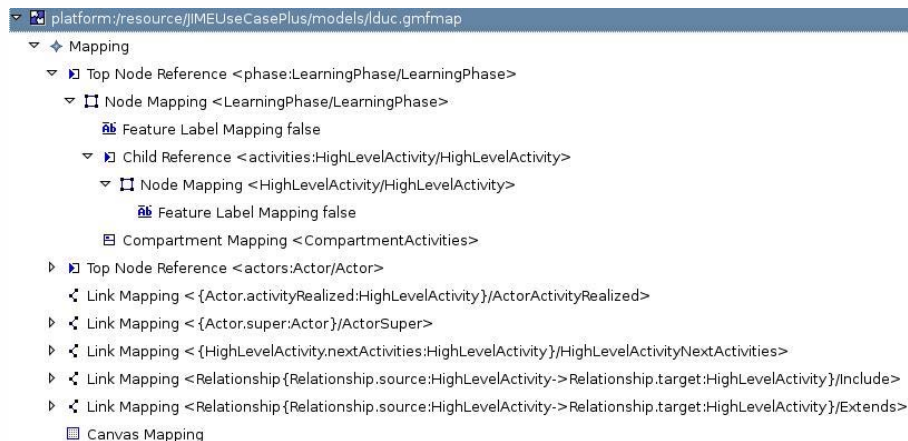 platform:/resource/JIMEUseCasePlus/models/lduc.gmfmap
Mapping
Top Node Reference <phase:LearningPhase/LearningPhase>
Node Mapping <LearningPhase/LearningPhase>
Feature Label Mapping false
Child Reference <activities:HighLevelActivity/HighLevelActivity>
Node Mapping <HighLevelActivity/HighLevelActivity>
Feature Label Mapping false
Compartment Mapping <CompartmentActivities>
Top Node Reference <actors:Actor/Actor>
Link Mapping <{Actor.activityRealized:HighLevelActivity}/ActorActivityRealized>
Link Mapping <{Actor.super:Actor}/ActorSuper>
Link Mapping <{HighLevelActivity.nextActivities:HighLevelActivity}/HighLevelActivityNextActivities>
Link Mapping <Relationship{Relationship.source:HighLevelActivity->Relationship.target:HighLevelActivity}/Include>
Link Mapping <Relationship{Relationship.source:HighLevelActivity->Relationship.target:HighLevelActivity}/Extends>
Canvas Mapping